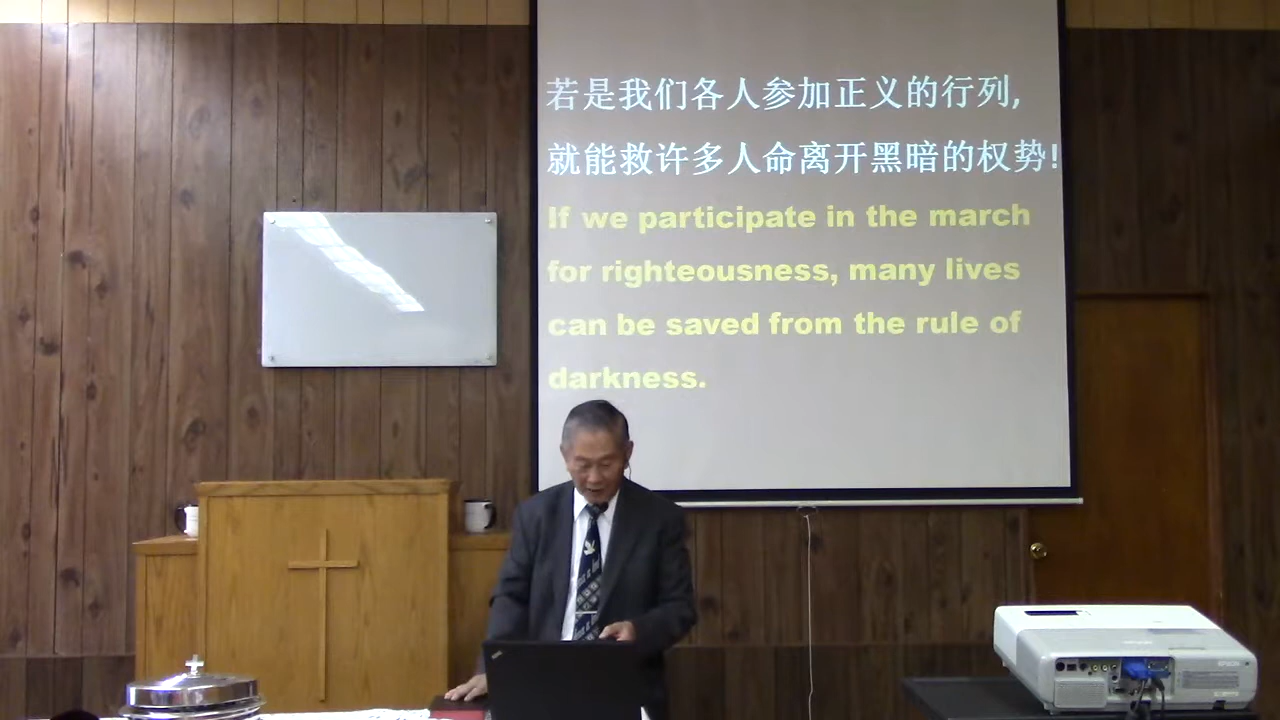 若是我们各人参加正义的行列,
就能救许多人命离开黑暗的权势!
If we participate in the march
for righteousness, many lives
can be saved from the rule of
darkness.
EPSON